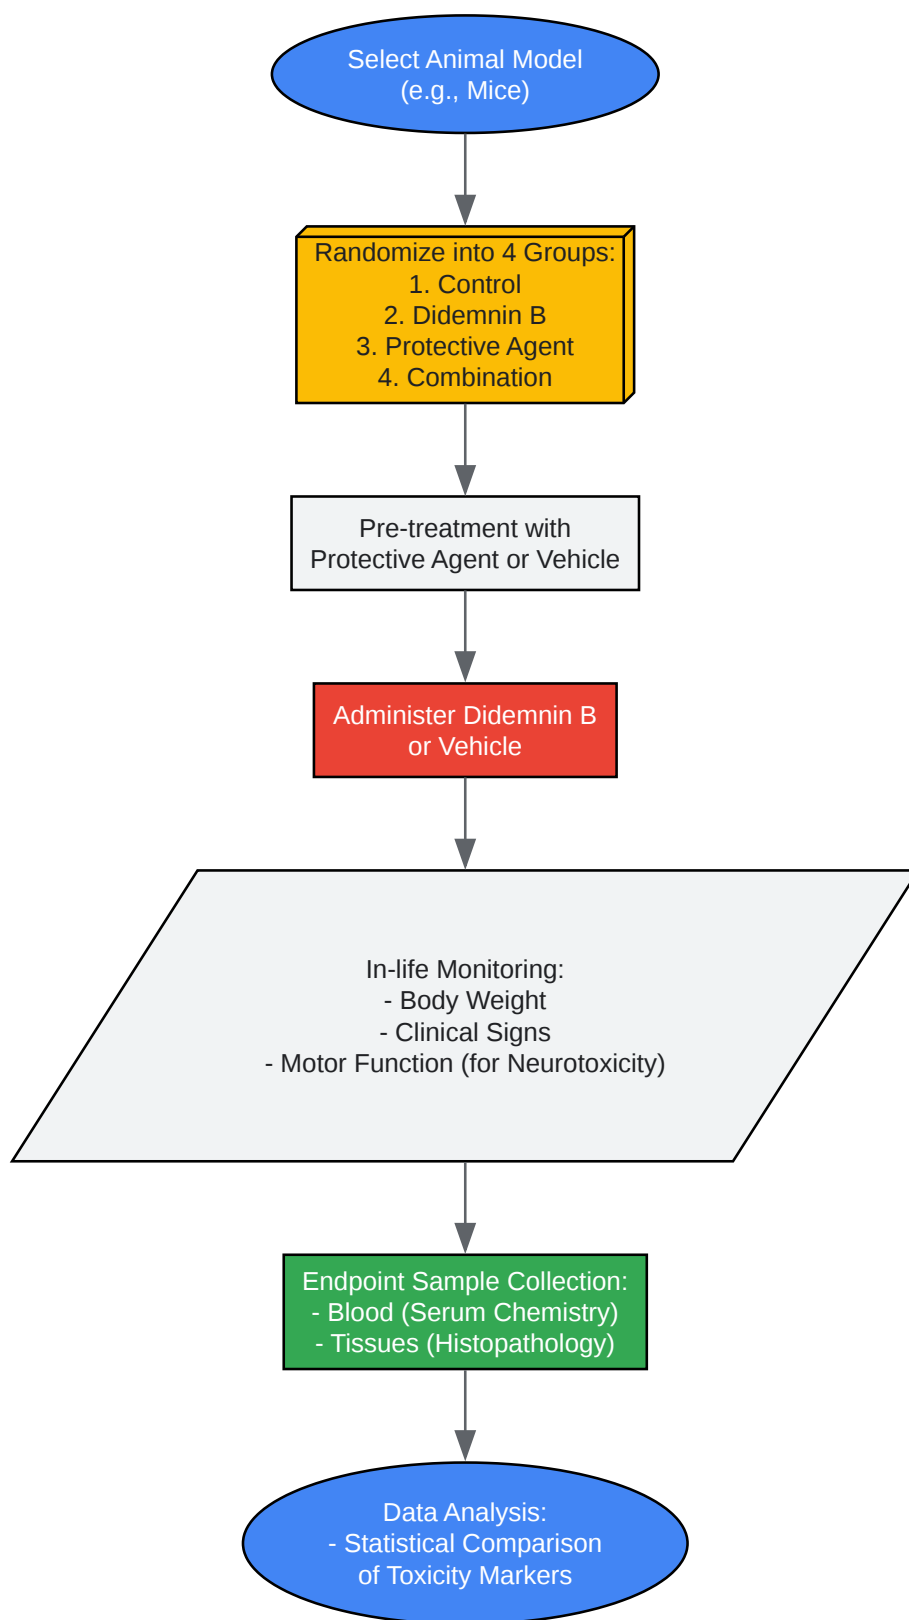 Select Animal Model
(e.g., Mice)
Randomize into 4 Groups:
1. Control
2. Didemnin B
3. Protective Agent
4. Combination
Pre-treatment with
Protective Agent or Vehicle
Administer Didemnin B
or Vehicle
In-life Monitoring:
- Body Weight
- Clinical Signs
- Motor Function (for Neurotoxicity)
Endpoint Sample Collection:
- Blood (Serum Chemistry)
- Tissues (Histopathology)
Data Analysis:
- Statistical Comparison
of Toxicity Markers